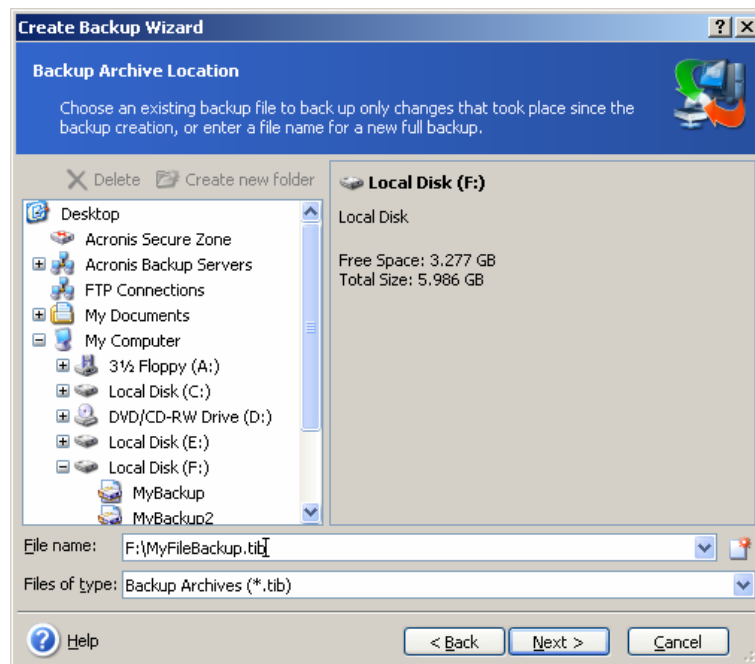 Create Backup Wizard
Backup Archive Location
Choose an existing backup file to back up only changes that took place since the
backup creation, or enter a file name for a new full backup.
Delete
Create new folder
Desktop
Acronis Secure Zone
Acronis Backup Servers
FTP Connections
My Documents
My Computer
3½ Floppy (A:)
Local Disk (C:)
DVD/CD-RW Drive (D:)
Local Disk (E:)
Local Disk (F:)
MyBackup
MyBackup2
Local Disk (F:)
Local Disk
Free Space: 3.277 GB
Total Size: 5.986 GB
File name: F:\MyFileBackup.tib
Files of type: Backup Archives (*.tib)
Help
< Back
Next >
Cancel